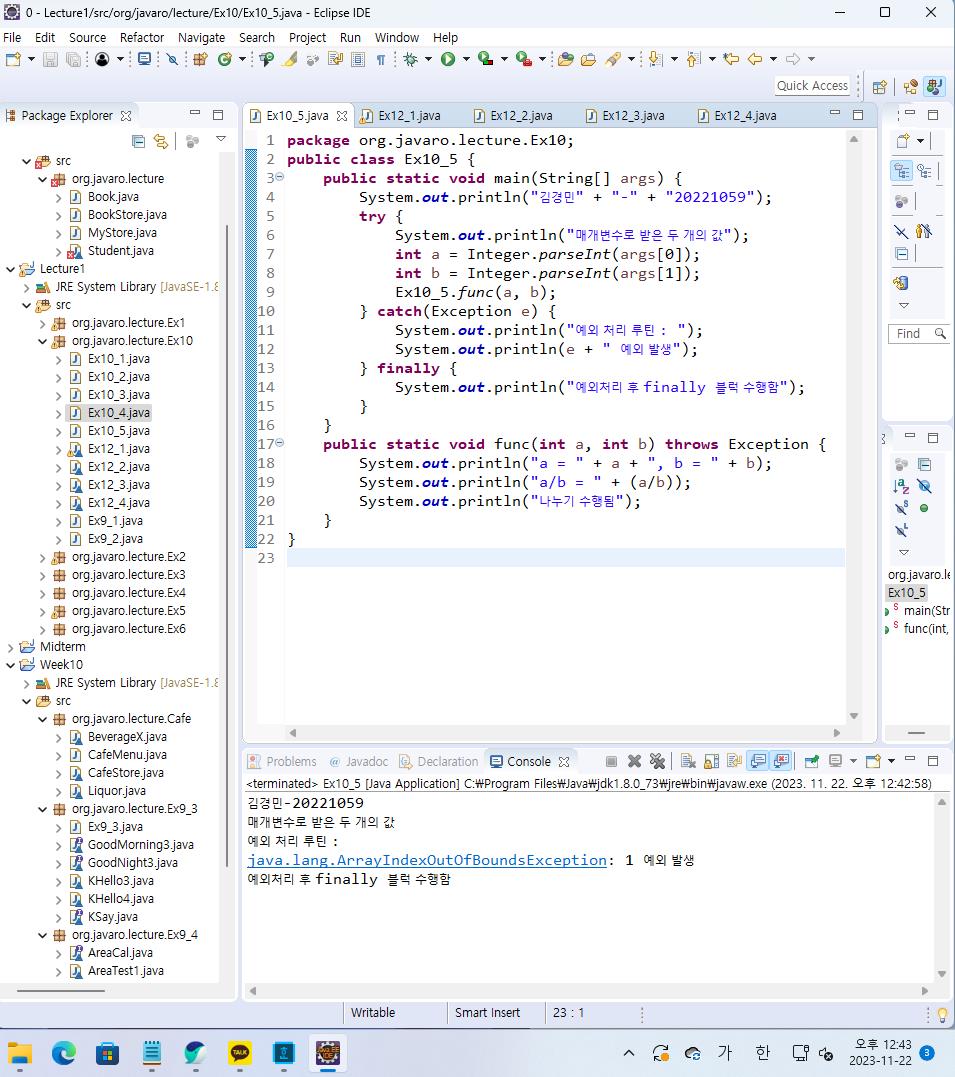 0 - Lecture1/src/org/javaro/lecture/Ex10/Ex10_5.java - Eclipse IDE
File Edit Source Refactor Navigate Search Project Run Window Help
Quick Access
Package Explorer
src
org.javaro.lecture
Book.java
BookStore.java
MyStore.java
Student.java
Lecture1
JRE System Library [JavaSE-1.8
src
org.javaro.lecture.Ex1
org.javaro.lecture.Ex10
Ex10_1.java
Ex10_2.java
Ex10_3.java
Ex10_4.java
Ex10_5.java
Ex12_1.java
Ex12_2.java
Ex12_3.java
Ex12_4.java
Ex9_1.java
Ex9_2.java
org.javaro.lecture.Ex2
org.javaro.lecture.Ex3
org.javaro.lecture.Ex4
org.javaro.lecture.Ex5
org.javaro.lecture.Ex6
Midterm
Week10
JRE System Library [JavaSE-1.8
src
org.javaro.lecture.Cafe
BeverageX.java
CafeMenu.java
CafeStore.java
Liquor.java
org.javaro.lecture.Ex9_3
Ex9_3.java
GoodMorning3.java
GoodNight3.java
KHello3.java
KHello4.java
KSay.java
org.javaro.lecture.Ex9_4
AreaCal.java
AreaTest1.java
Ex10_5.java Ex12_1.java Ex12_2.java Ex12_3.java Ex12_4.java
1 package org.javaro.lecture.Ex10;
2 public class Ex10_5 {
3 public static void main(String[] args) {
4 System.out.println("김경민" + "-" + "20221059");
5 try {
6 System.out.println("매개변수로 받은 두 개의 값");
7 int a = Integer.parseInt(args[0]);
8 int b = Integer.parseInt(args[1]);
9 Ex10_5.func(a, b);
10 } catch(Exception e) {
11 System.out.println("예외 처리 루틴 : ");
12 System.out.println(e + " 예외 발생");
13 } finally {
14 System.out.println("예외처리 후 finally 블럭 수행함");
15 }
16 }
17 public static void func(int a, int b) throws Exception {
18 System.out.println("a = " + a + ", b = " + b);
19 System.out.println("a/b = " + (a/b));
20 System.out.println("나누기 수행됨");
21 }
22 }
23
Find
org.javaro.le
Ex10_5
S main(Str
S func(int,
Problems @ Javadoc Declaration Console
<terminated> Ex10_5 [Java Application] C:₩Program Files₩Java₩jdk1.8.0_73₩jre₩bin₩javaw.exe (2023. 11. 22. 오후 12:42:58)
김경민-20221059
매개변수로 받은 두 개의 값
예외 처리 루틴 :
java.lang.ArrayIndexOutOfBoundsException: 1 예외 발생
예외처리 후 finally 블럭 수행함
Writable Smart Insert 23 : 1
TALK
Java EE IDE
가 한
오후 12:43
2023-11-22
3